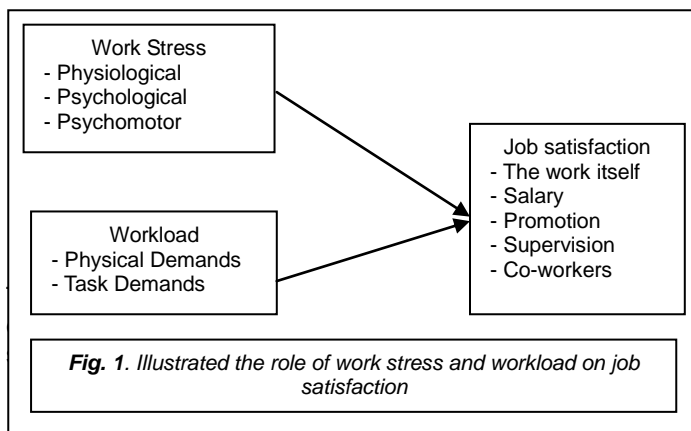 Work Stress
- Physiological
- Psychological
- Psychomotor
Job satisfaction
- The work itself
- Salary
- Promotion
- Supervision
- Co-workers
Workload
- Physical Demands
- Task Demands
Fig. 1. Illustrated the role of work stress and workload on job
satisfaction